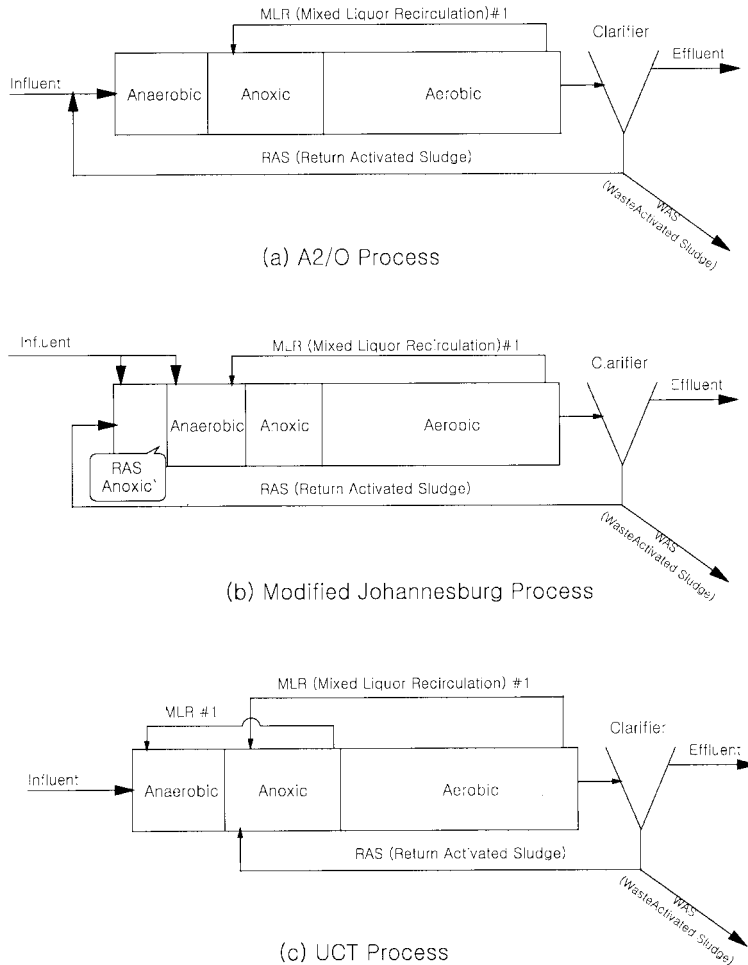 MLR (Mixed Liquor Recirculation)#1
Clarifier
Effluent
Influent
Anaerobic
Anoxic
Aerobic
RAS (Return Activated Sludge)
WAS
(WasteActivated Sludge)
(a) A2/O Process
Influent
MLR (Mixed Liquor Recirculation)#1
Clarifier
Effluent
Anaerobic
Anoxic
Aerobic
RAS
Anoxic
RAS (Return Activated Sludge)
WAS
(WasteActivated Sludge)
(b) Modified Johannesburg Process
MLR (Mixed Liquor Recirculation) #1
MLR #1
Clarifier
Effluent
Influent
Anaerobic
Anoxic
Aerobic
RAS (Return Activated Sludge)
WAS
(WasteActivated Sludge)
(c) UCT Process